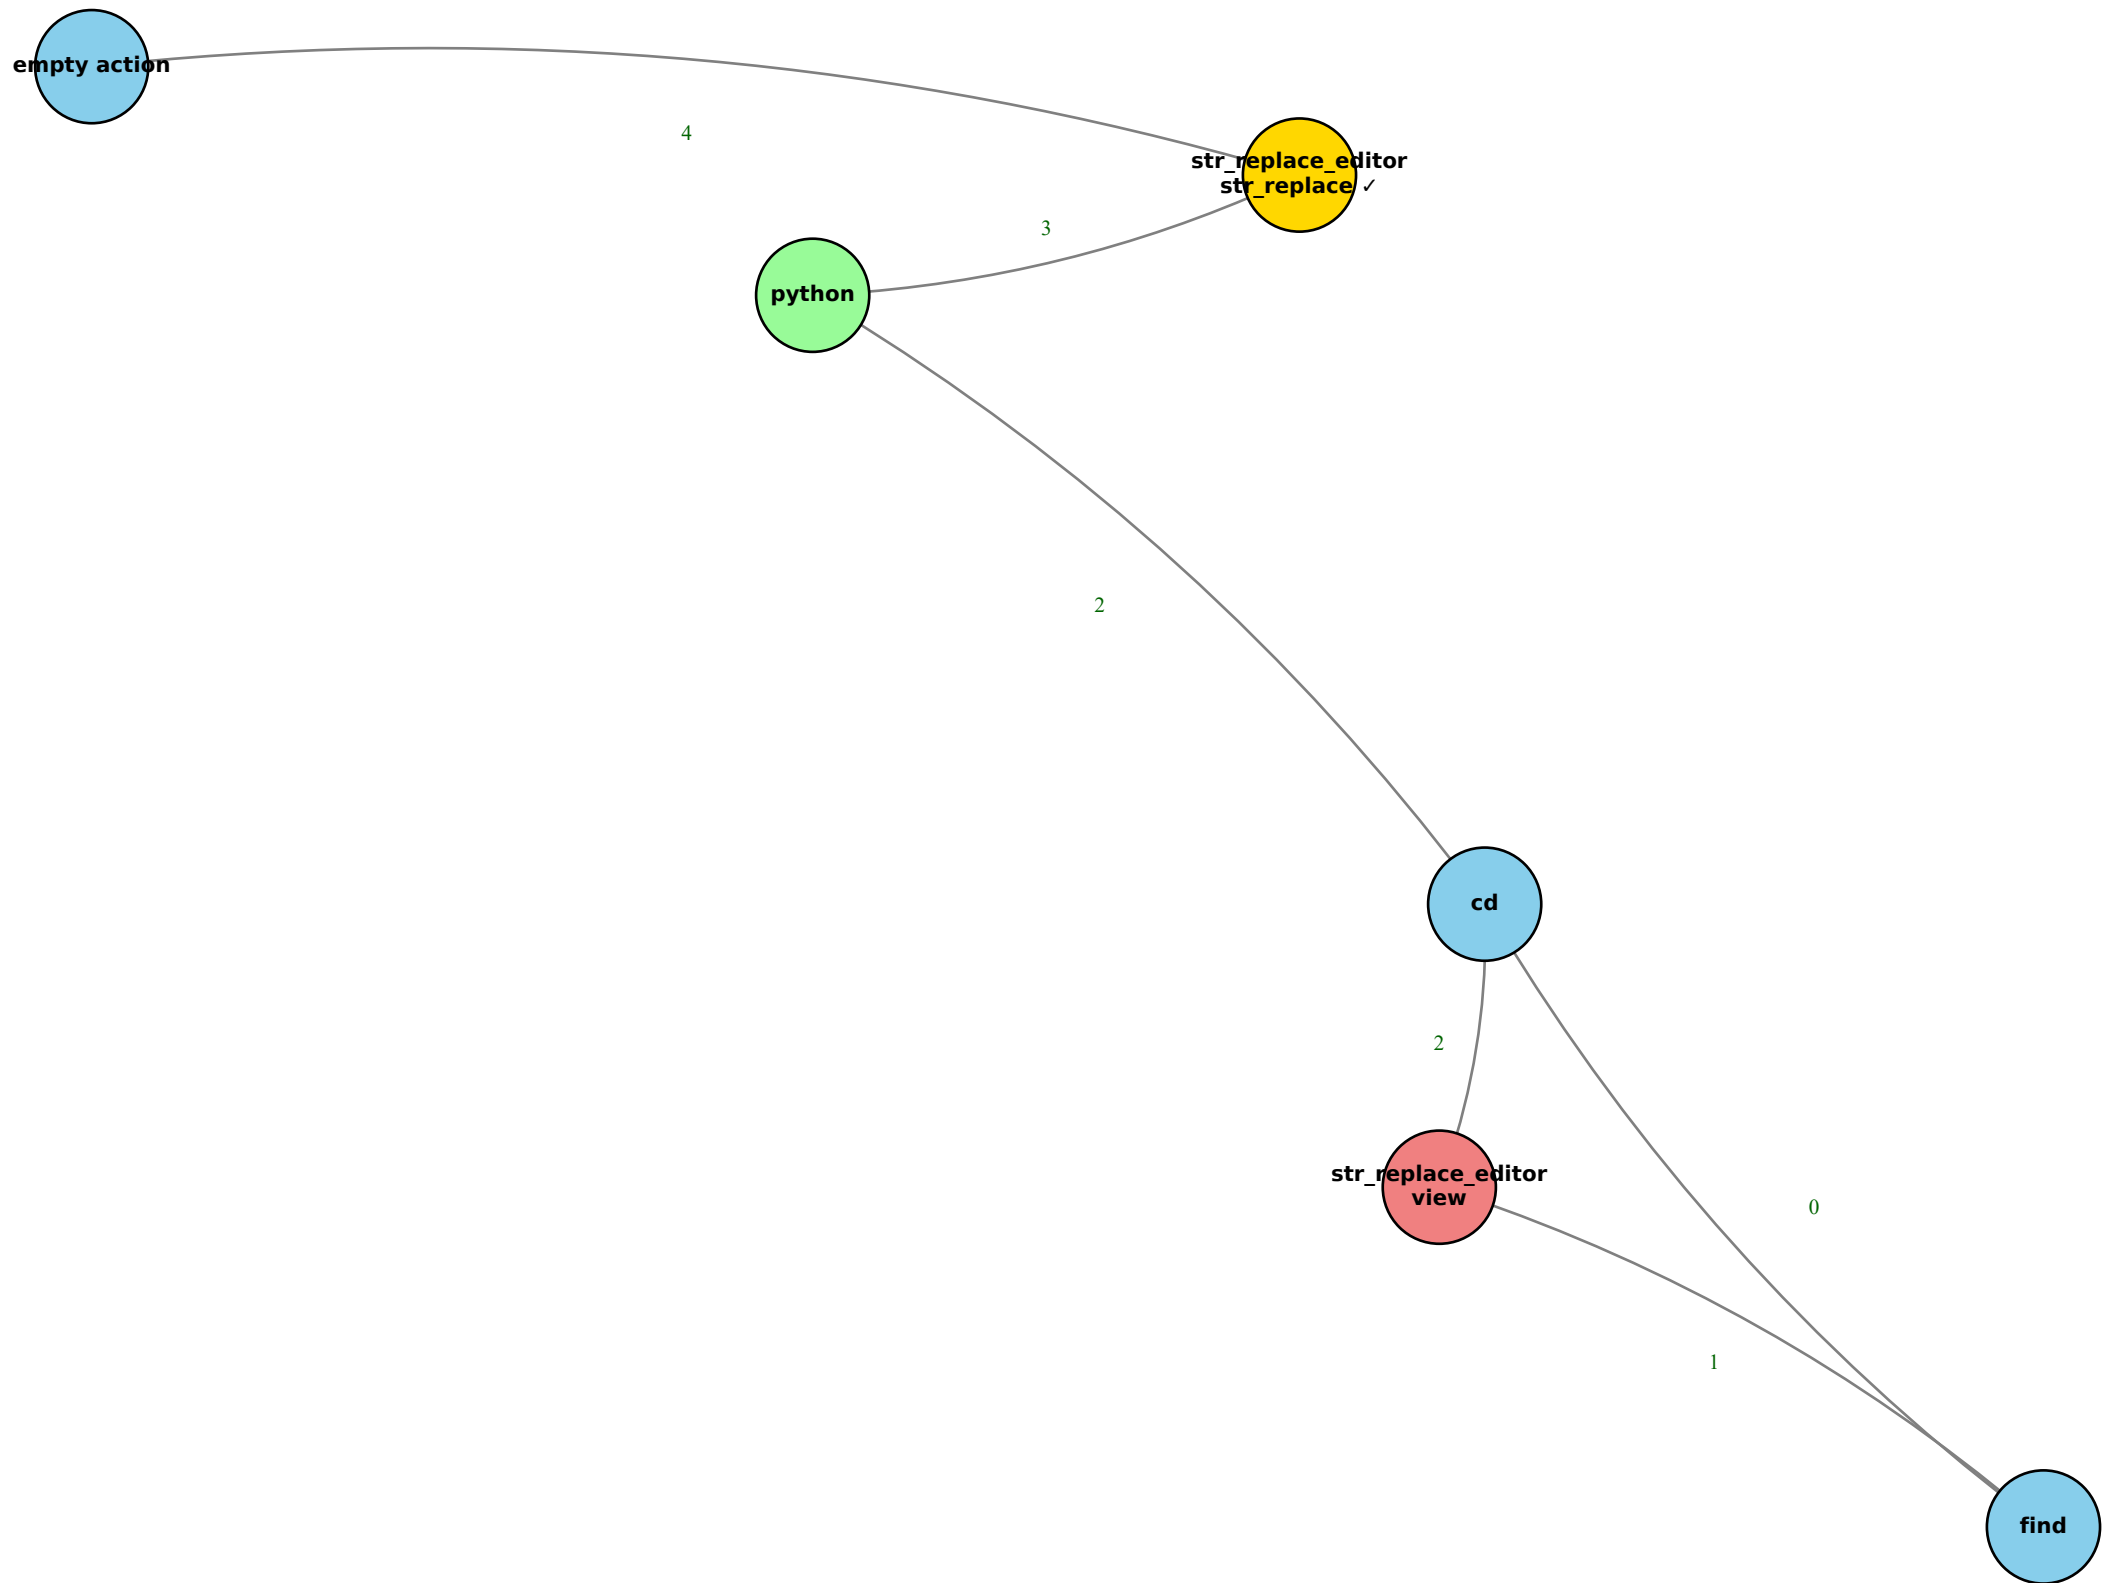 empty action
4
str_replace_editor
str_replace ✓
3
python
2
cd
2
str_replace_editor
view
0
1
find